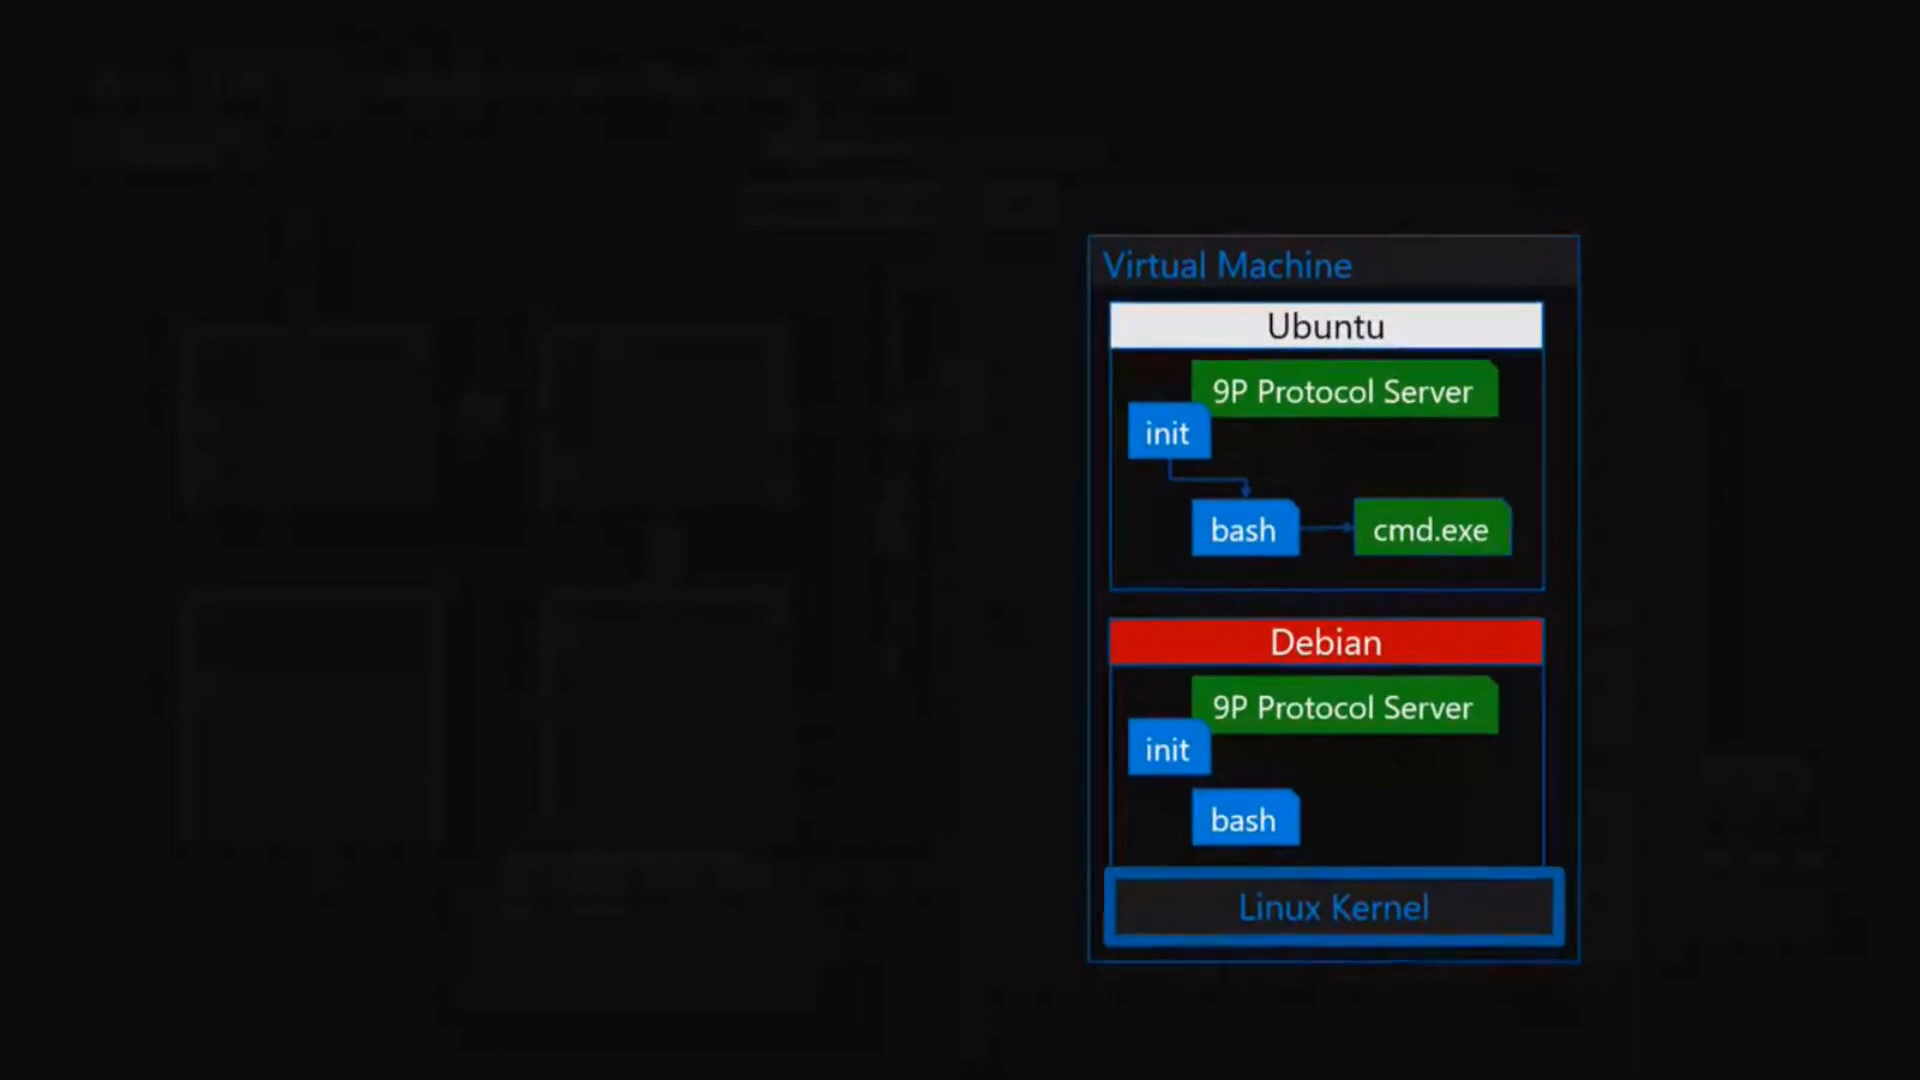 Virtual Machine
Ubuntu
9P Protocol Server
init
bash
cmd.exe
Debian
9P Protocol Server
init
bash
Linux Kernel